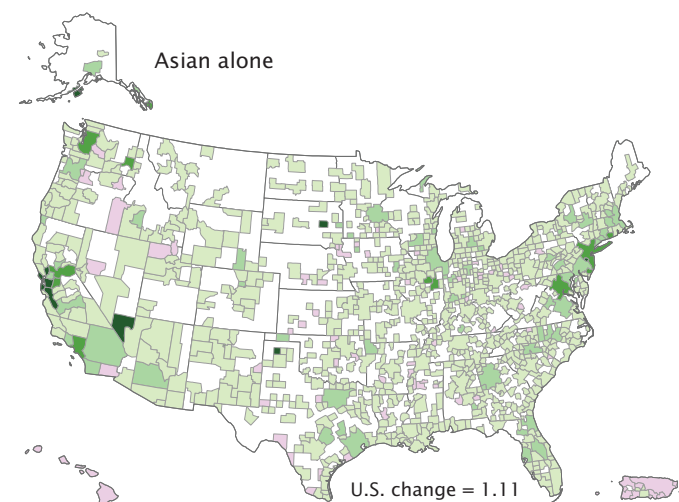 Asian alone
U.S. change = 1.11